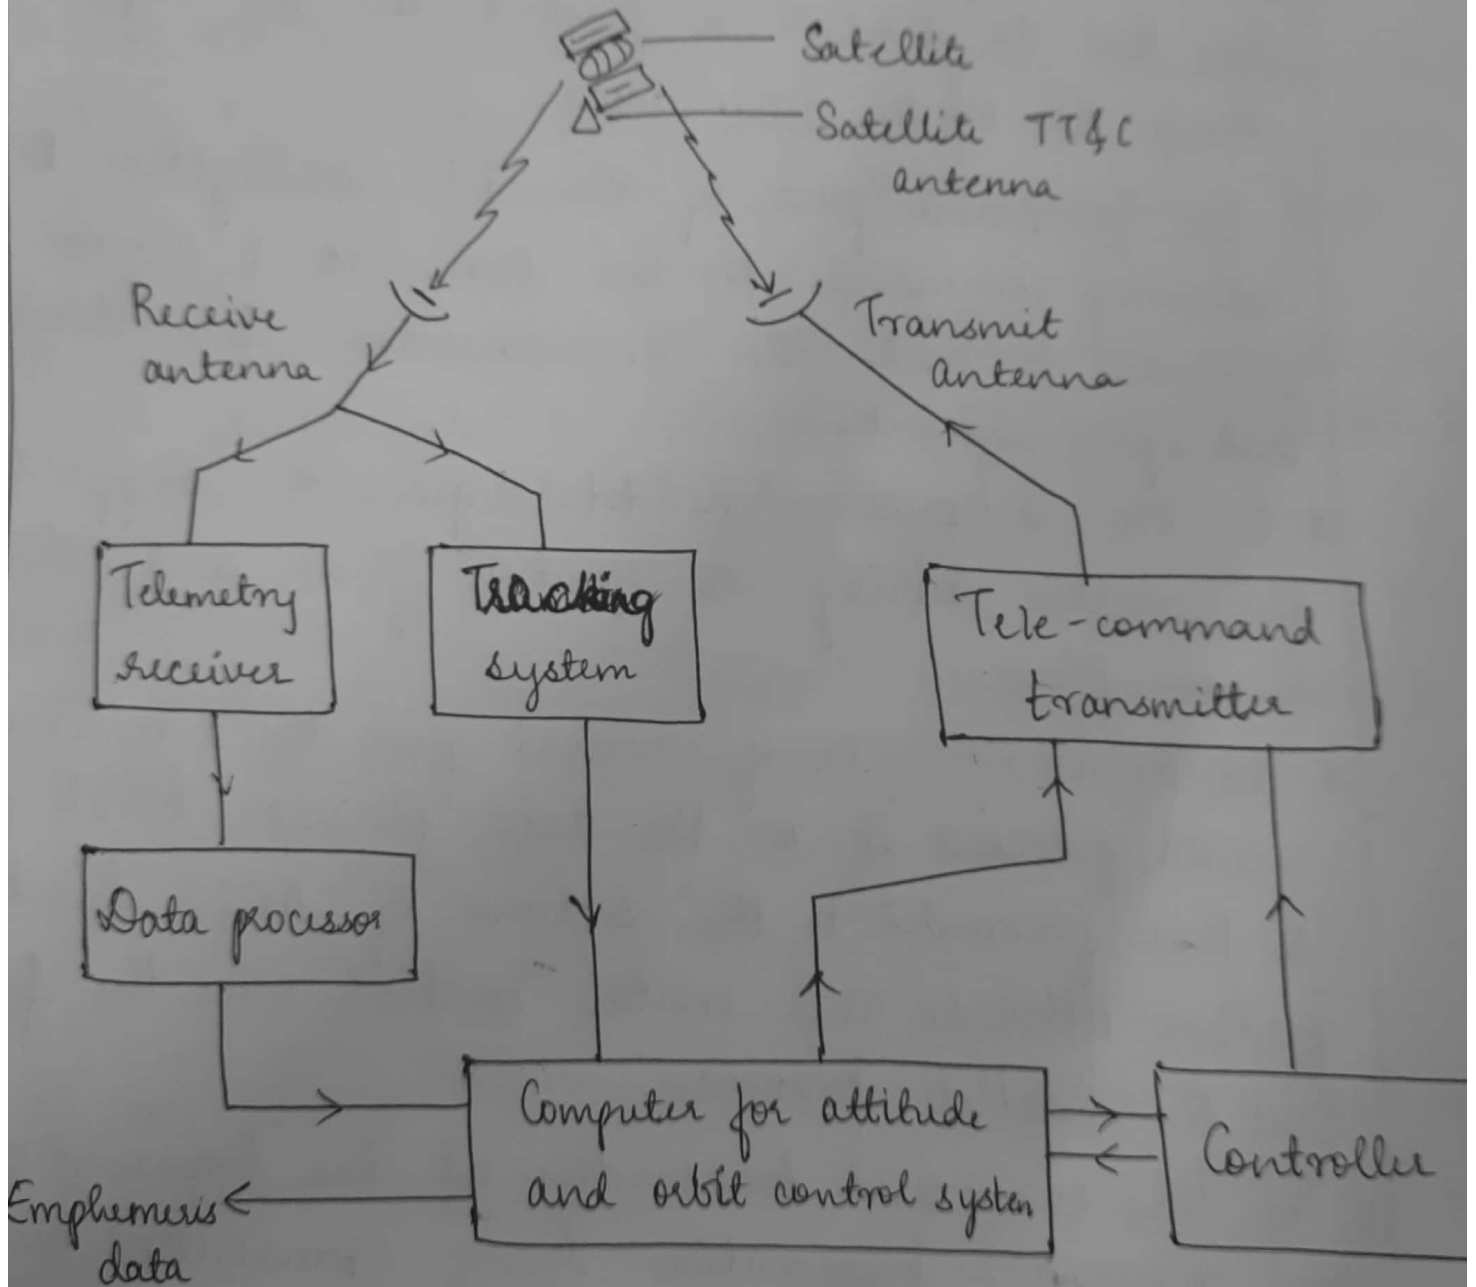 Satellite
Satellite TT&C
antenna
Receive
antenna
Transmit
antenna
Telemetry
receiver
Tracking
system
Tele-command
transmitter
Data processor
Computer for attitude
and orbit control system
Controller
Emphemeris
data